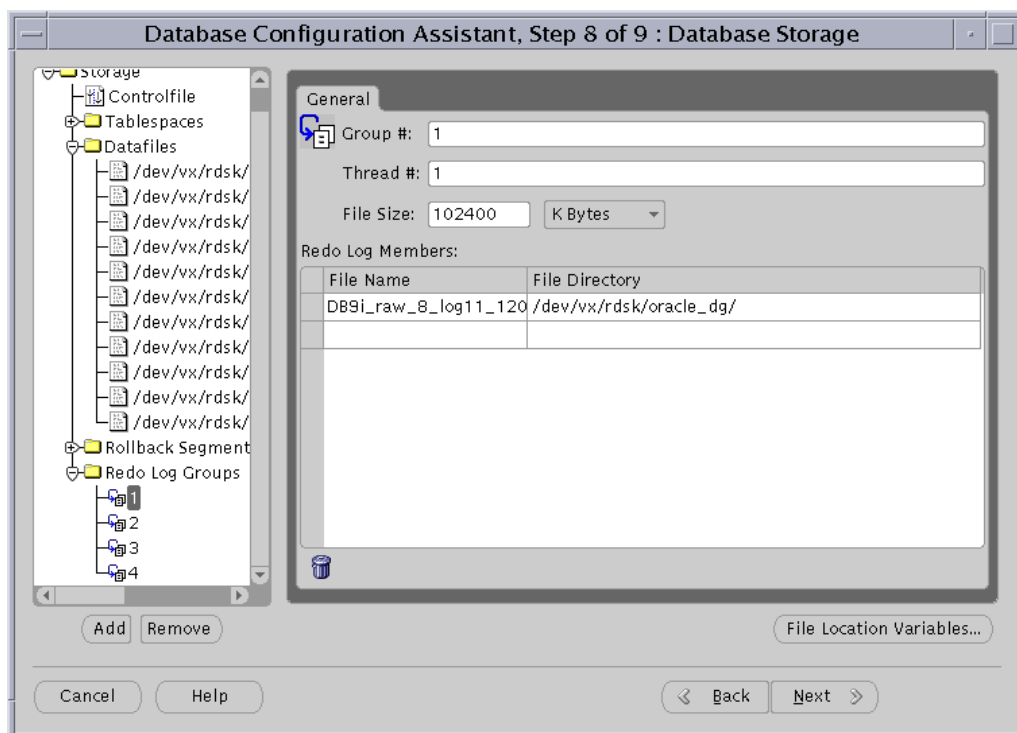 Database Configuration Assistant, Step 8 of 9 : Database Storage
Storage
Controlfile
Tablespaces
Datafiles
/dev/vx/rdsk/
/dev/vx/rdsk/
/dev/vx/rdsk/
/dev/vx/rdsk/
/dev/vx/rdsk/
/dev/vx/rdsk/
/dev/vx/rdsk/
/dev/vx/rdsk/
/dev/vx/rdsk/
/dev/vx/rdsk/
/dev/vx/rdsk/
Rollback Segment
Redo Log Groups
1
2
3
4
Add Remove
General
Group #: 1
Thread #: 1
File Size: 102400 K Bytes
Redo Log Members:
File Name File Directory
DB9i_raw_8_log11_120 /dev/vx/rdsk/oracle_dg/
File Location Variables...
Cancel Help Back Next